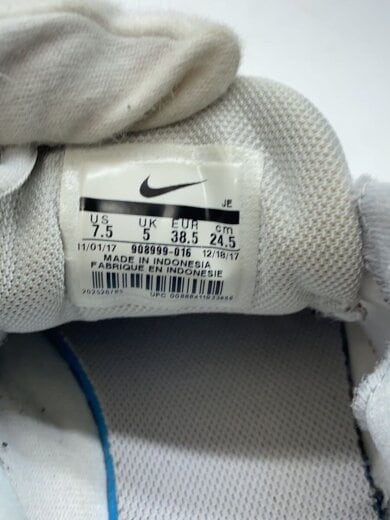 JE
US UK EUR cm
7.5 5 38.5 24.5
11/01/17 908999-016 12/18/17
MADE IN INDONESIA
FABRIQUE EN INDONESIE
UPC